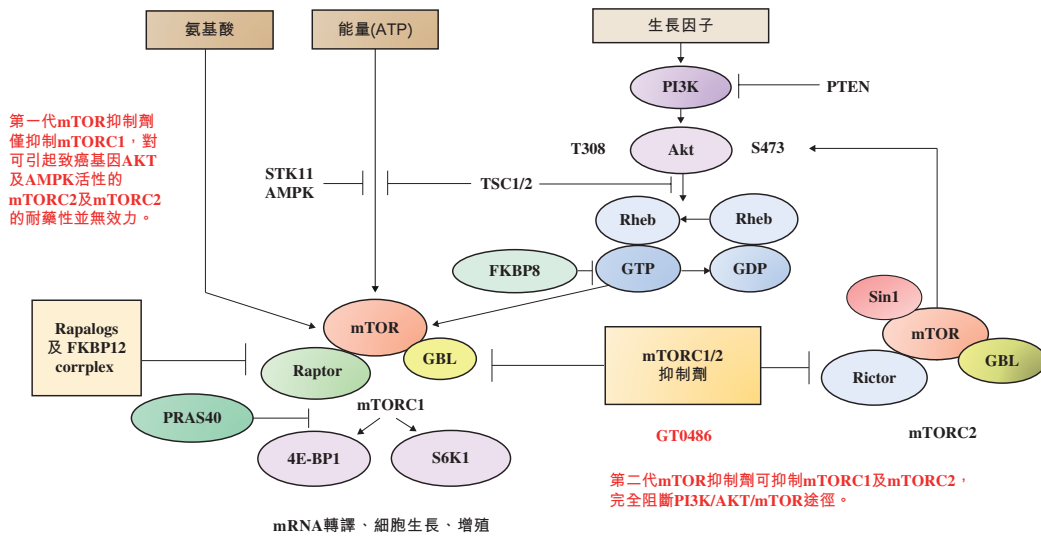 氨基酸
能量(ATP)
生長因子
PI3K
PTEN
第一代mTOR抑制劑
僅抑制mTORC1，對
可引起致癌基因AKT
及AMPK活性的
mTORC2及mTORC2
的耐藥性並無效力。
T308
Akt
S473
STK11
AMPK
TSC1/2
Rheb
Rheb
FKBP8
GTP
GDP
Sin1
Rapalogs
及 FKBP12
corrplex
mTOR
GBL
Raptor
mTORC1/2
抑制劑
mTOR
GBL
Rictor
PRAS40
mTORC1
4E-BP1
S6K1
GT0486
mTORC2
第二代mTOR抑制劑可抑制mTORC1及mTORC2，
完全阻斷PI3K/AKT/mTOR途徑。
mRNA轉譯、細胞生長、增殖